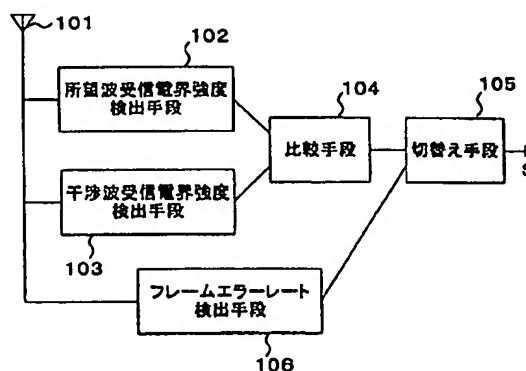 101
102
所望波受信電界強度
検出手段
104
比較手段
105
切替え手段
S
干渉波受信電界強度
検出手段
103
フレームエラーレート
検出手段
106